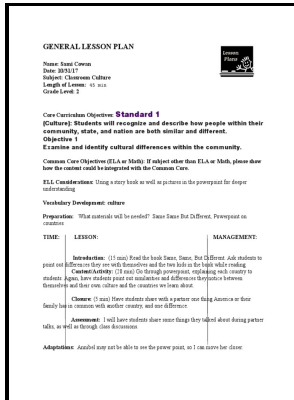 GENERAL LESSON PLAN
Lesson
Plans
Name: Sami Cowan
Date: 10/31/17
Subject: Classroom Culture
Length of Lesson: 45 min
Grade Level: 2
Core Curriculum Objectives: Standard 1
(Culture): Students will recognize and describe how people within their
community, state, and nation are both similar and different.
Objective 1
Examine and identify cultural differences within the community.
Common Core Objectives (ELA or Math): If subject other than ELA or Math, please show
how the content could be integrated with the Common Core.
ELL Considerations: Using a story book as well as pictures in the powerpoint for deeper
understanding
Vocabulary Development: culture
Preparation: What materials will be needed? Same Same But Different, Powerpoint on
countries
TIME: LESSON: MANAGEMENT:
Introduction: (15 min) Read the book Same, Same, But Different. Ask students to
point out differences they see with themselves and the two kids in the book while reading.
Content/Activity: (20 min) Go through powerpoint, explaining each country to
students. Again, have students point out similarities and differences they notice between
themselves and their own culture and the countries we learn about.
Closure: (5 min) Have students share with a partner one thing America or their
family has in common with another country, and one difference.
Assessment: I will have students share some things they talked about during partner
talks, as well as through class discussions.
Adaptations: Annibel may not be able to see the power point, so I can move her closer.